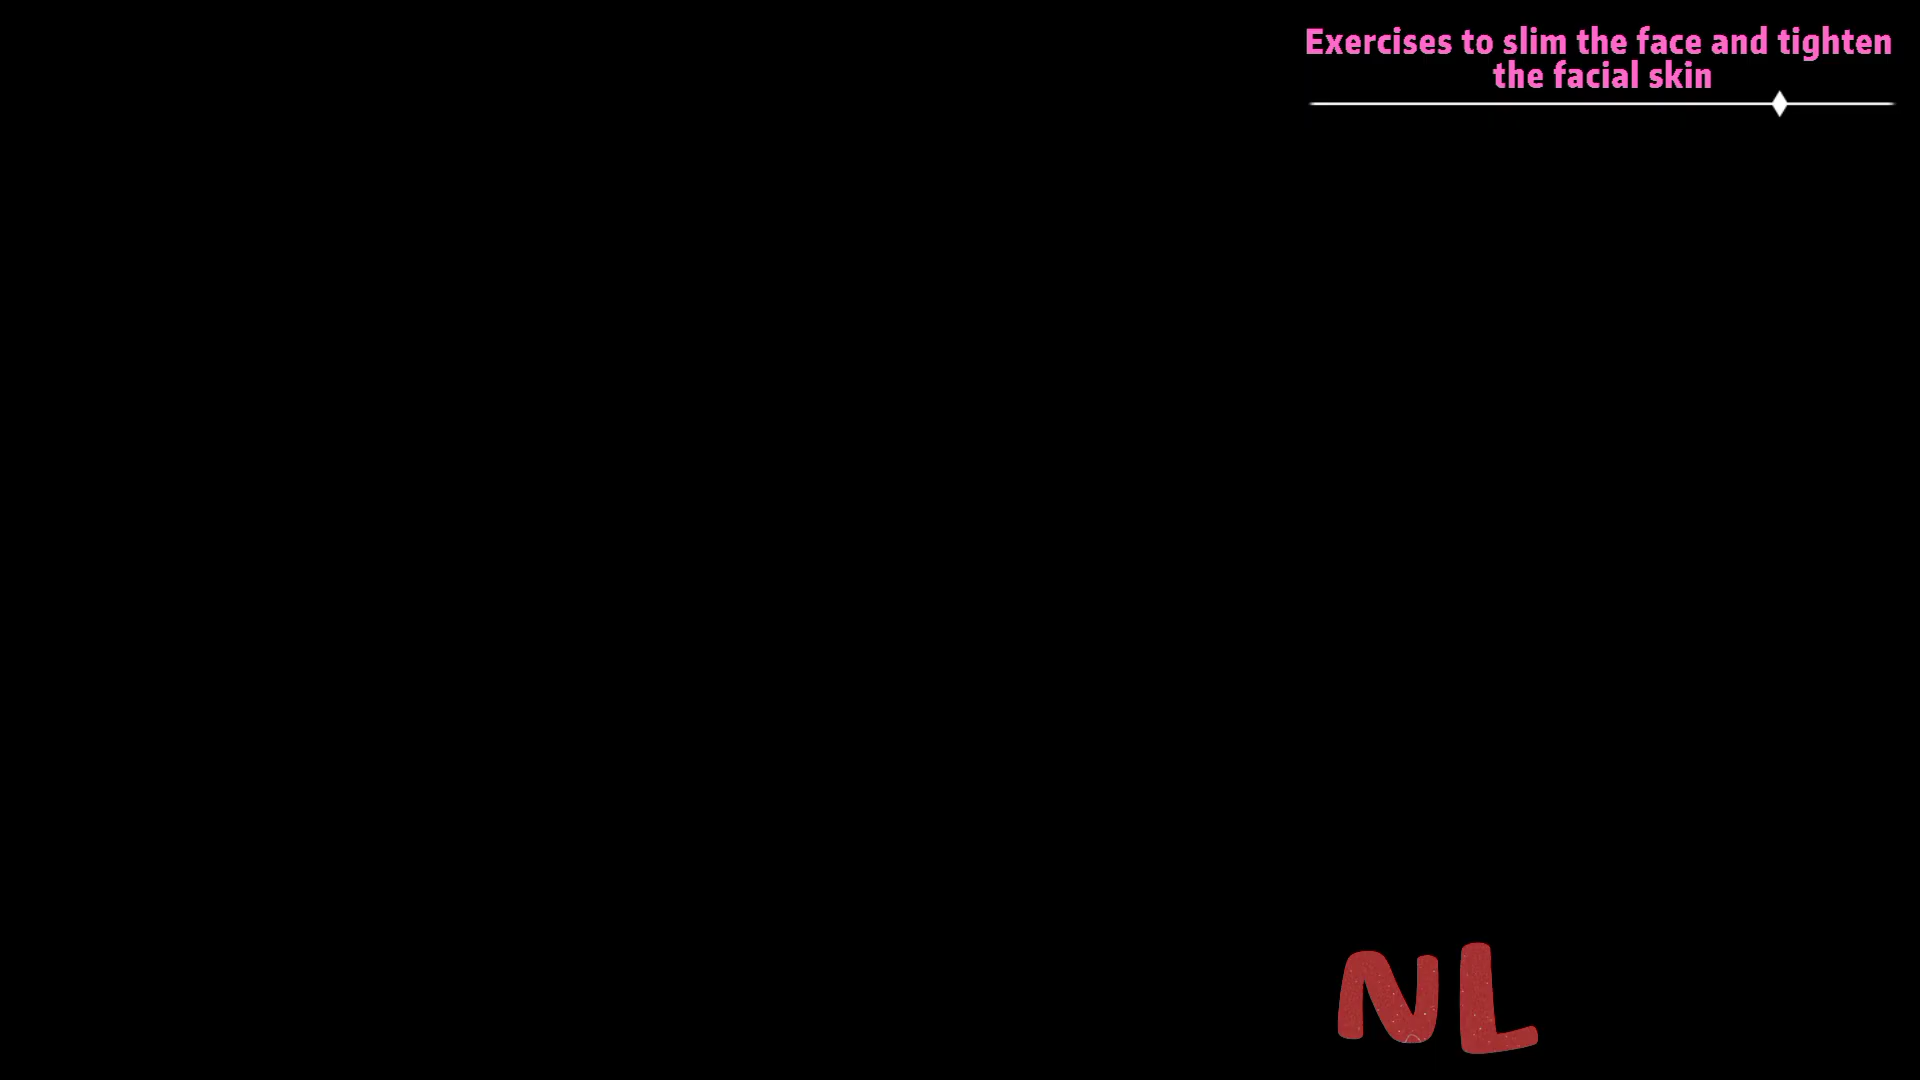 Exercises to slim the face and tighten
the facial skin
NL